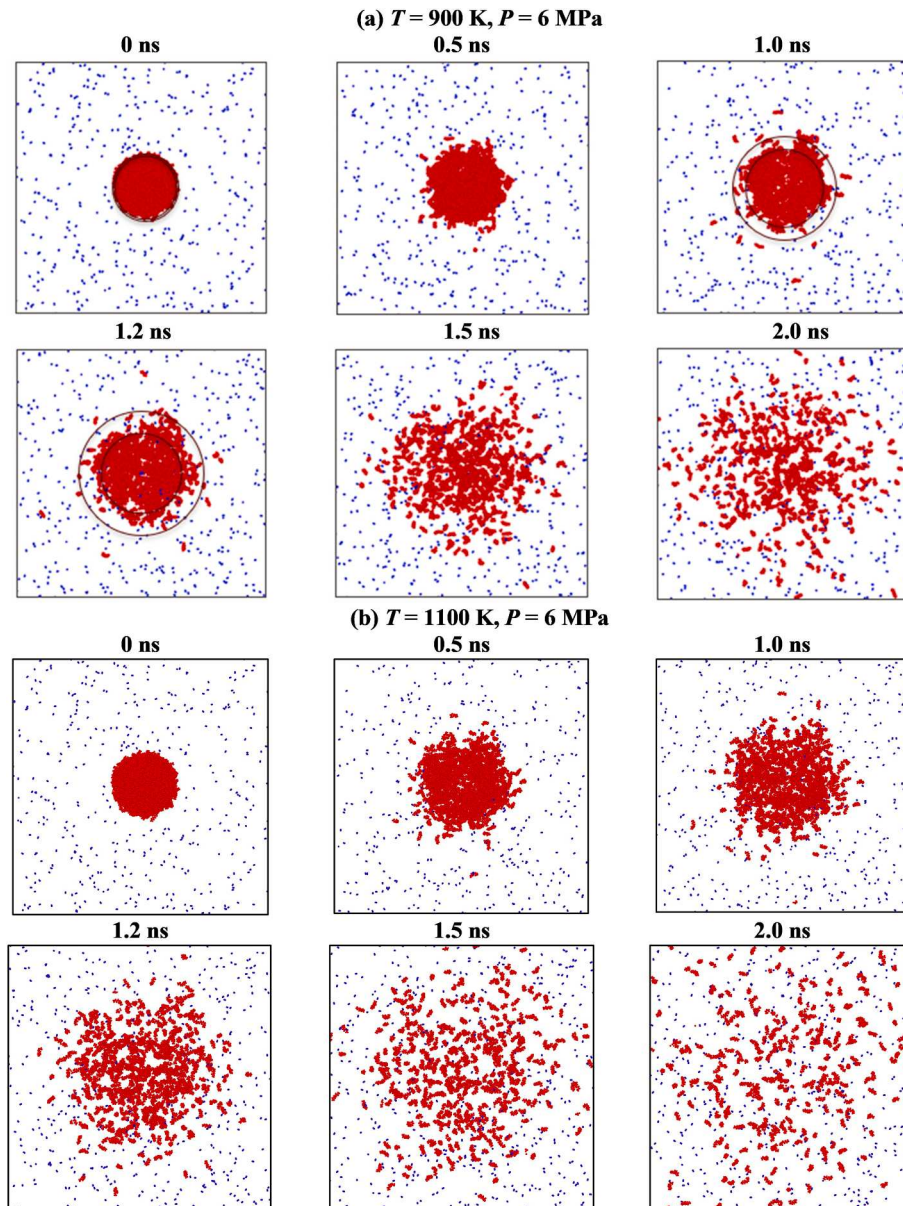 (a) T = 900 K, P = 6 MPa
0 ns 0.5 ns 1.0 ns
1.2 ns 1.5 ns 2.0 ns
(b) T = 1100 K, P = 6 MPa
0 ns 0.5 ns 1.0 ns
1.2 ns 1.5 ns 2.0 ns